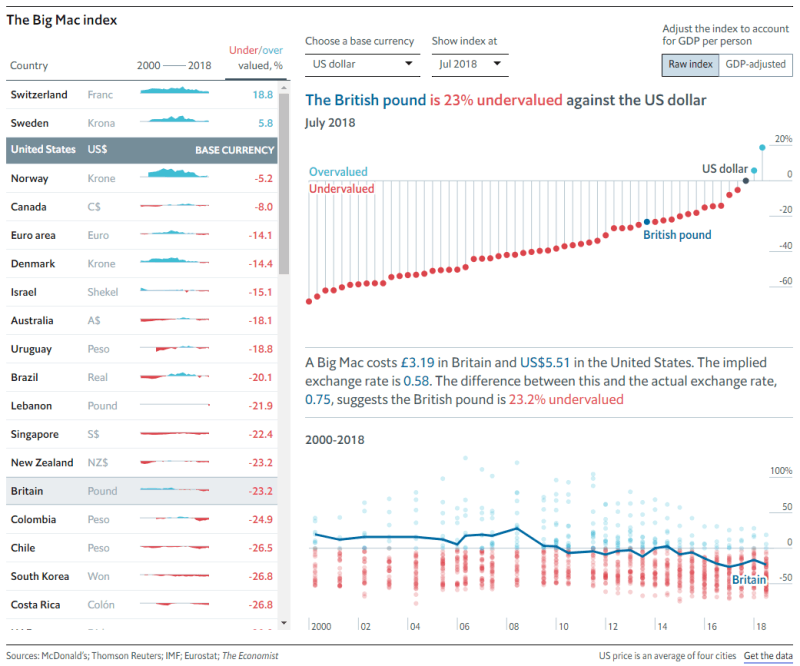 The Big Mac index
Country
2000
2018
Under/over
valued, %
Switzerland Franc 18.8
Sweden Krona 5.8
United States US$ BASE CURRENCY
Norway Krone -5.2
Canada C$ -8.0
Euro area Euro -14.1
Denmark Krone -14.4
Israel Shekel -15.1
Australia A$ -18.1
Uruguay Peso -18.8
Brazil Real -20.1
Lebanon Pound -21.9
Singapore S$ -22.4
New Zealand NZ$ -23.2
Britain Pound -23.2
Colombia Peso -24.9
Chile Peso -26.5
South Korea Won -26.8
Costa Rica Colón -26.8
Choose a base currency
US dollar
Show index at
Jul 2018
Adjust the index to account
for GDP per person
Raw index
GDP-adjusted
The British pound is 23% undervalued against the US dollar
July 2018
20%
Overvalued
US dollar
0
Undervalued
-20
British pound
-40
-60
A Big Mac costs £3.19 in Britain and US$5.51 in the United States. The implied
exchange rate is 0.58. The difference between this and the actual exchange rate,
0.75, suggests the British pound is 23.2% undervalued
2000-2018
100%
50
0
Britain
-50
2000 02 04 06 08 10 12 14 16 18
Sources: McDonald's; Thomson Reuters; IMF; Eurostat; The Economist
US price is an average of four cities
Get the data